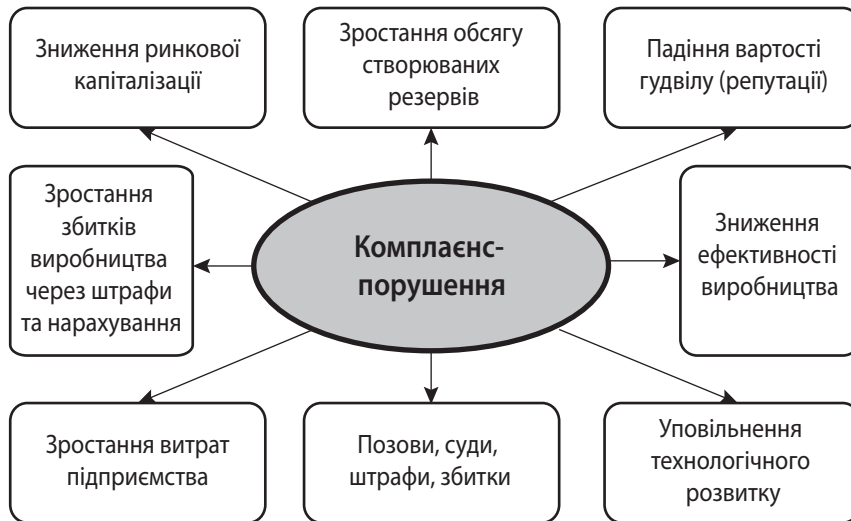 Зниження ринкової
капіталізації
Зростання обсягу
створюваних
резервів
Падіння вартості
гудвілу (репутації)
Зростання
збитків
виробництва
через штрафи
та нарахування
Комплаєнс-
порушення
Зниження
ефективності
виробництва
Зростання витрат
підприємства
Позови, суди,
штрафи, збитки
Уповільнення
технологічного
розвитку